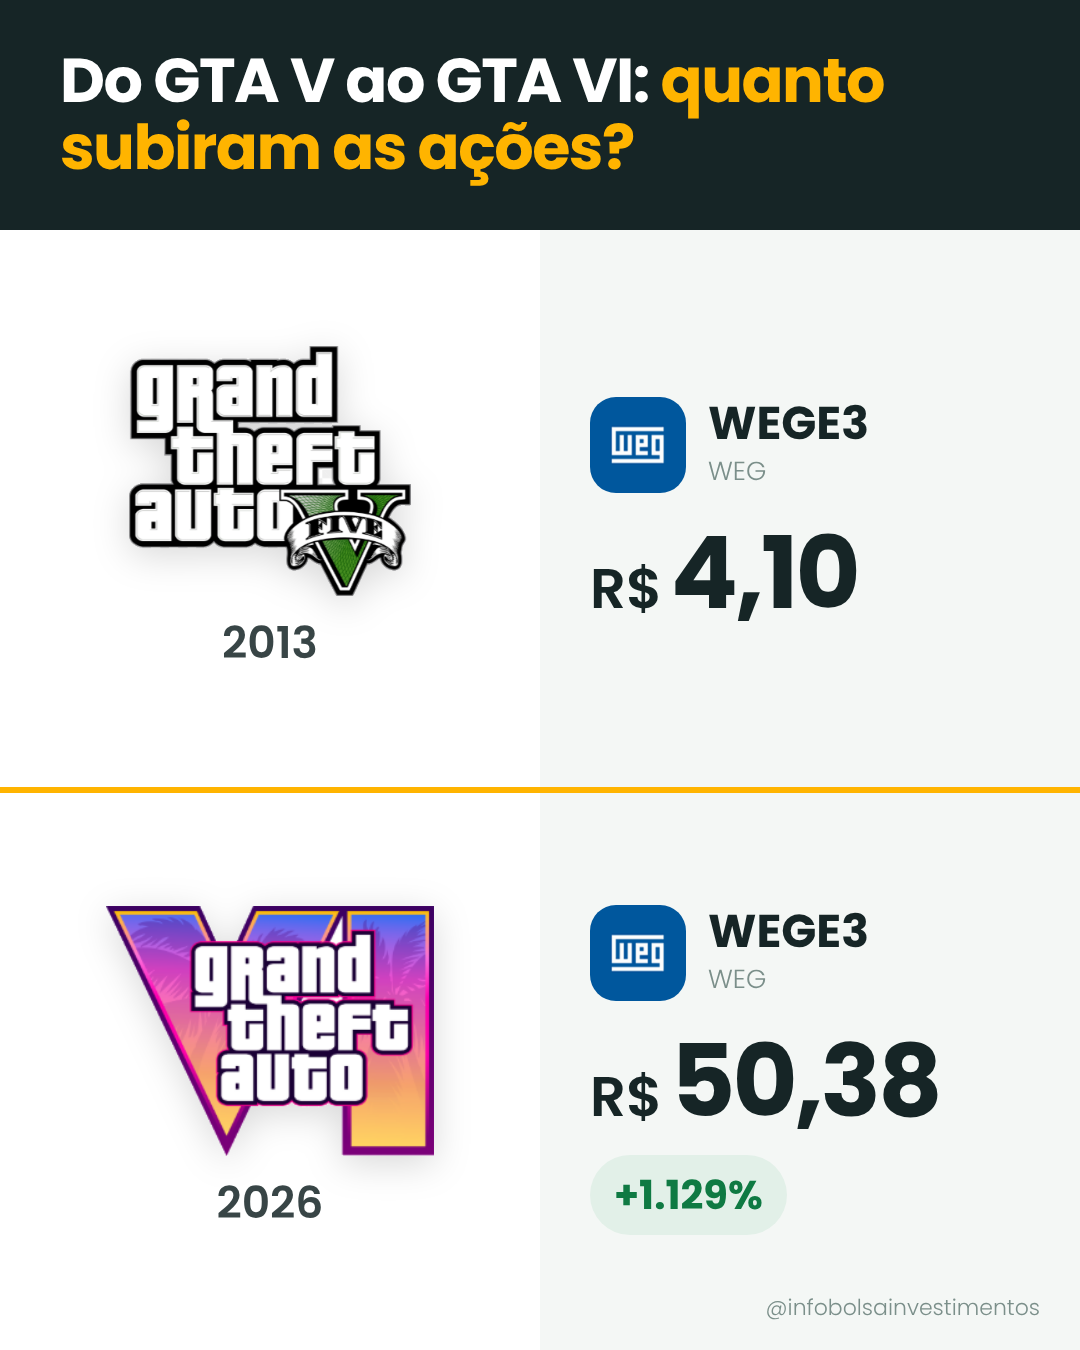 Do GTA V ao GTA VI: quanto
subiram as ações?
grand
theft
auto
FIVE
V
2013
weg
WEGE3
WEG
R$ 4,10
VI
grand
theft
auto
2026
weg
WEGE3
WEG
R$ 50,38
+1.129%
@infobolsainvestimentos